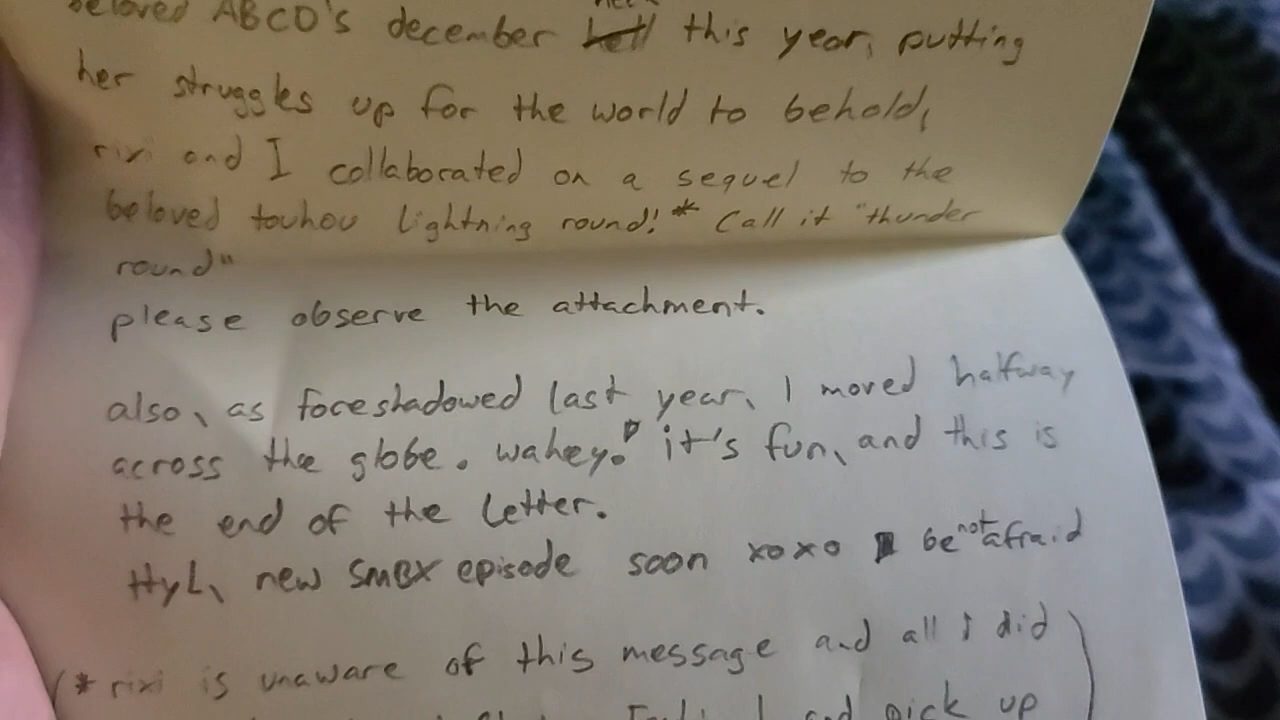 beloved ABCD's december this year, putting
her struggles up for the world to behold,
rixi and I collaborated on a sequel to the
beloved touhou lightning round!* Call it "thunder
round"
please observe the attachment.
also, as foreshadowed last year, I moved halfway
across the globe. wahey! it's fun, and this is
the end of the letter.
HyL, new SMBX episode soon xoxo be not afraid
(* rixi is unaware of this message and all I did
and pick up